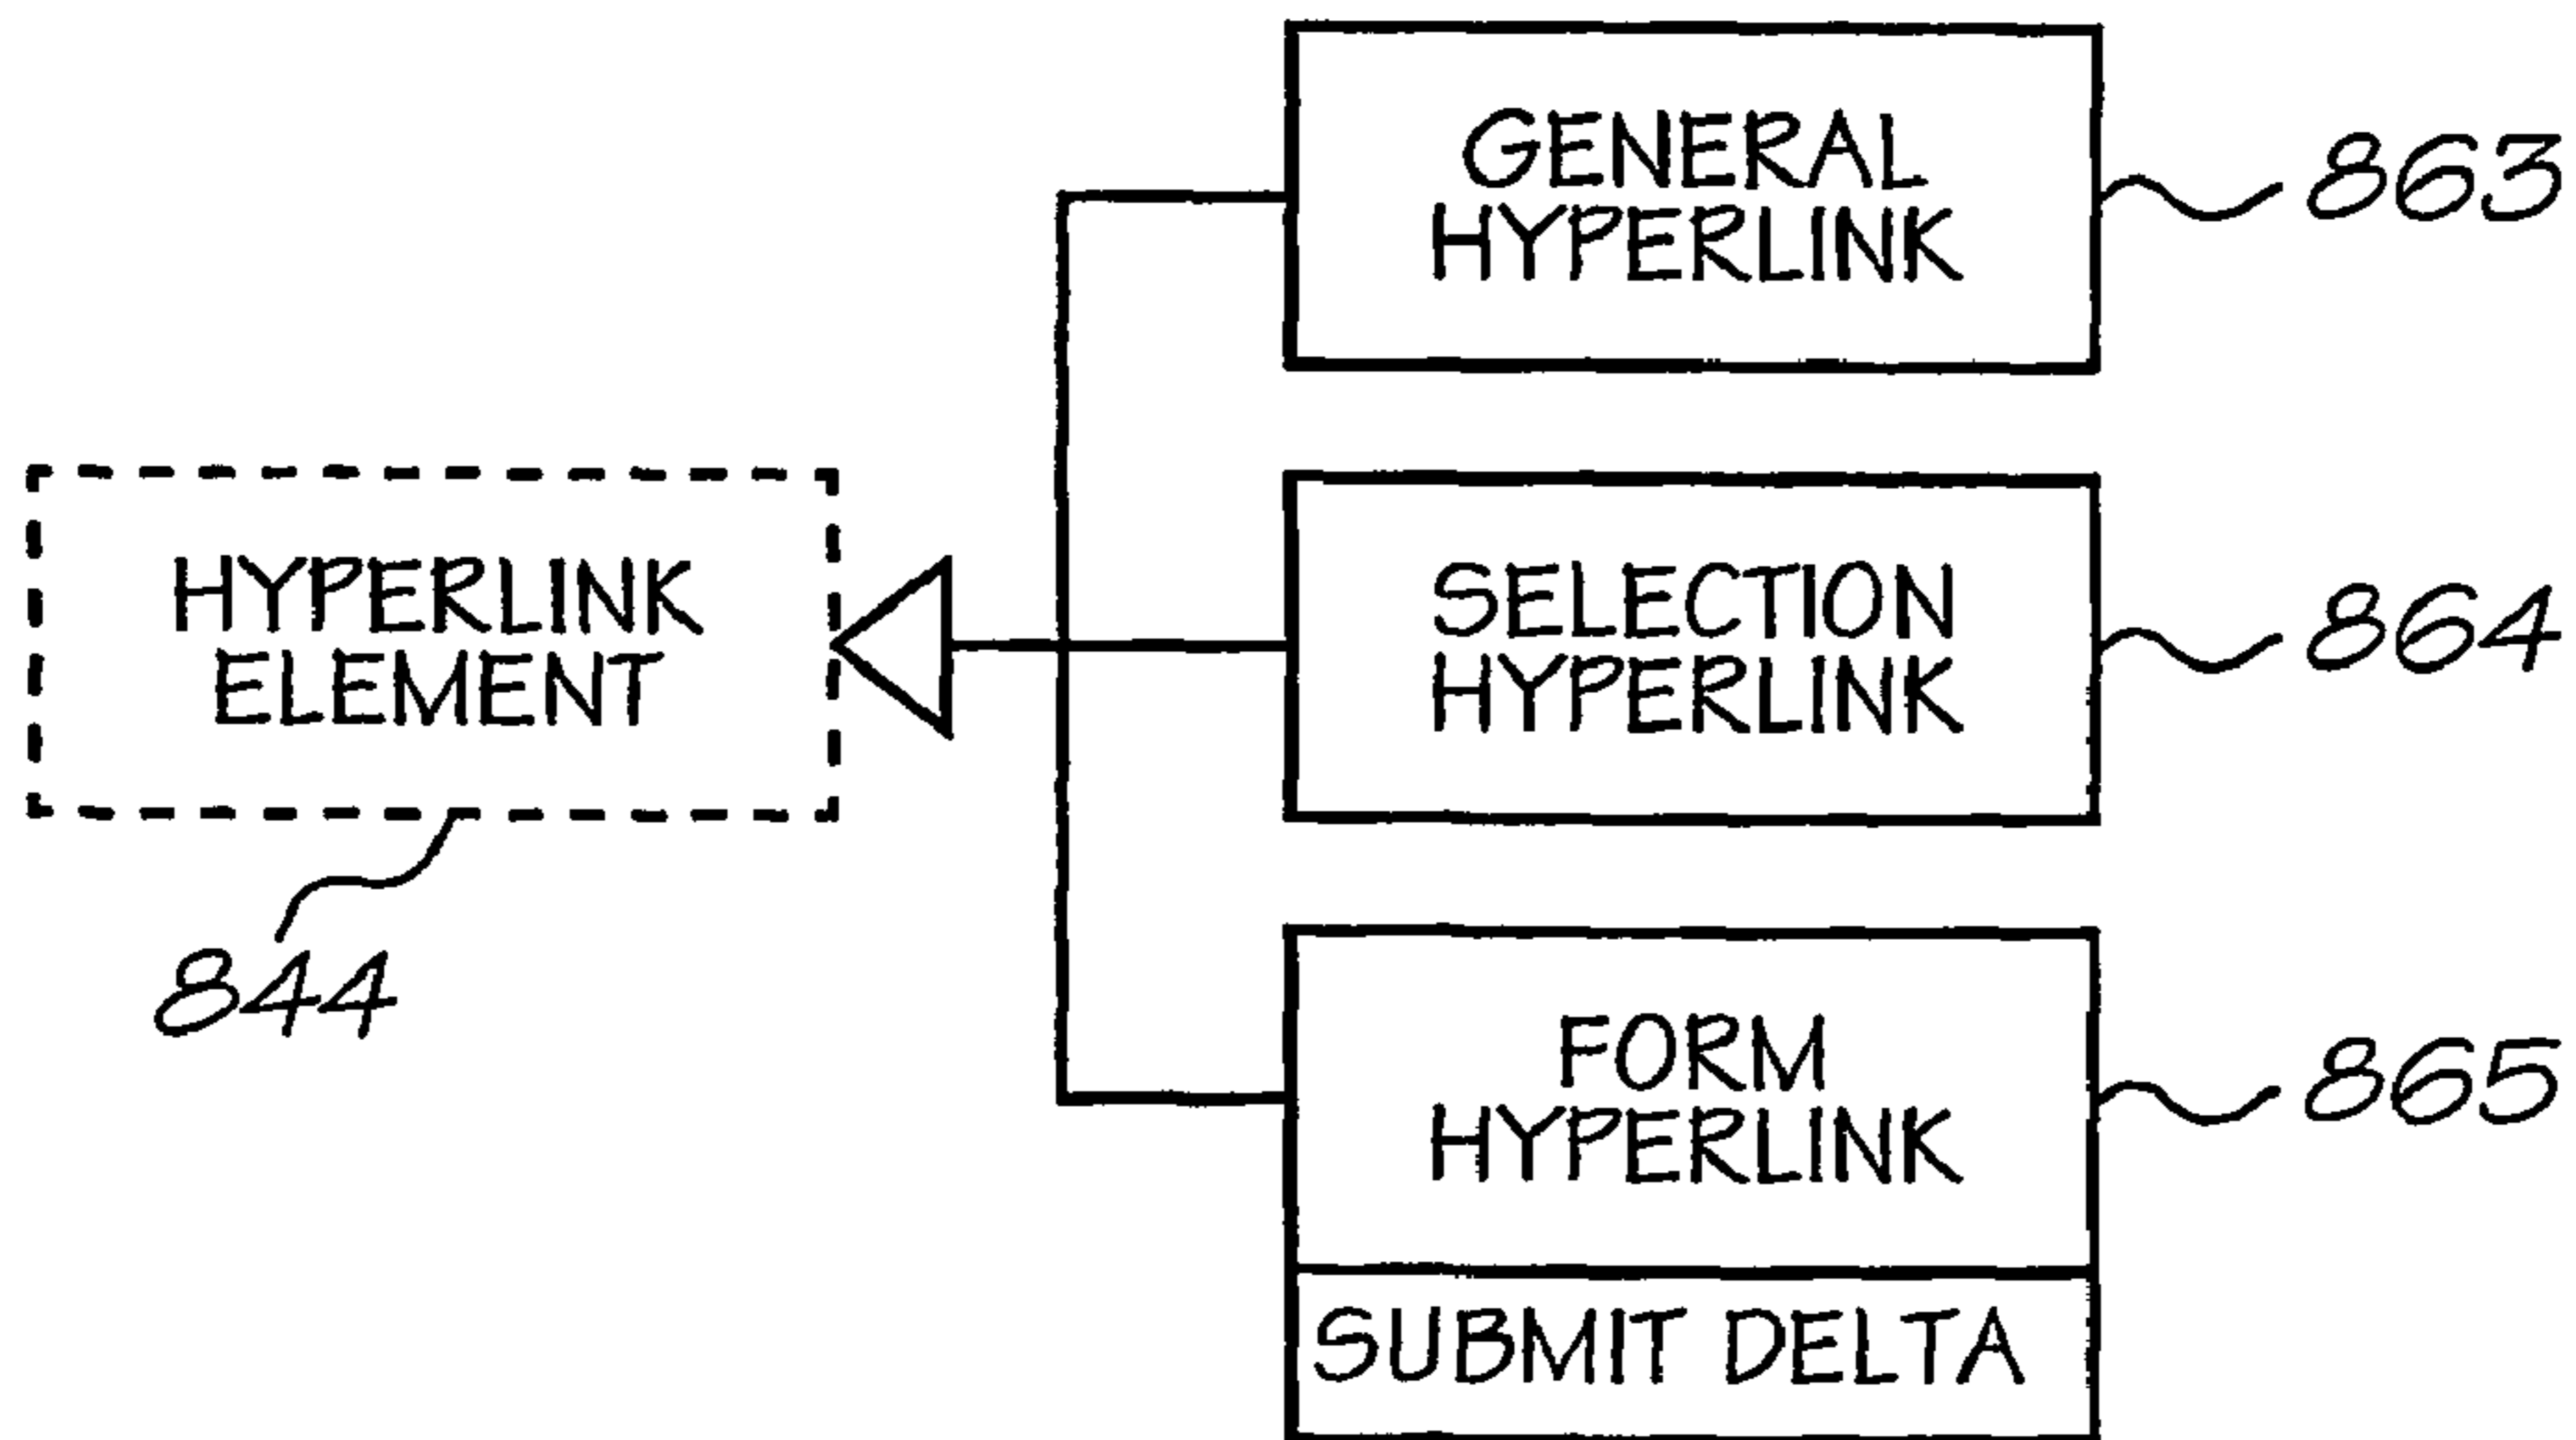 GENERAL
HYPERLINK
863
HYPERLINK
ELEMENT
844
SELECTION
HYPERLINK
864
FORM
HYPERLINK
865
SUBMIT DELTA